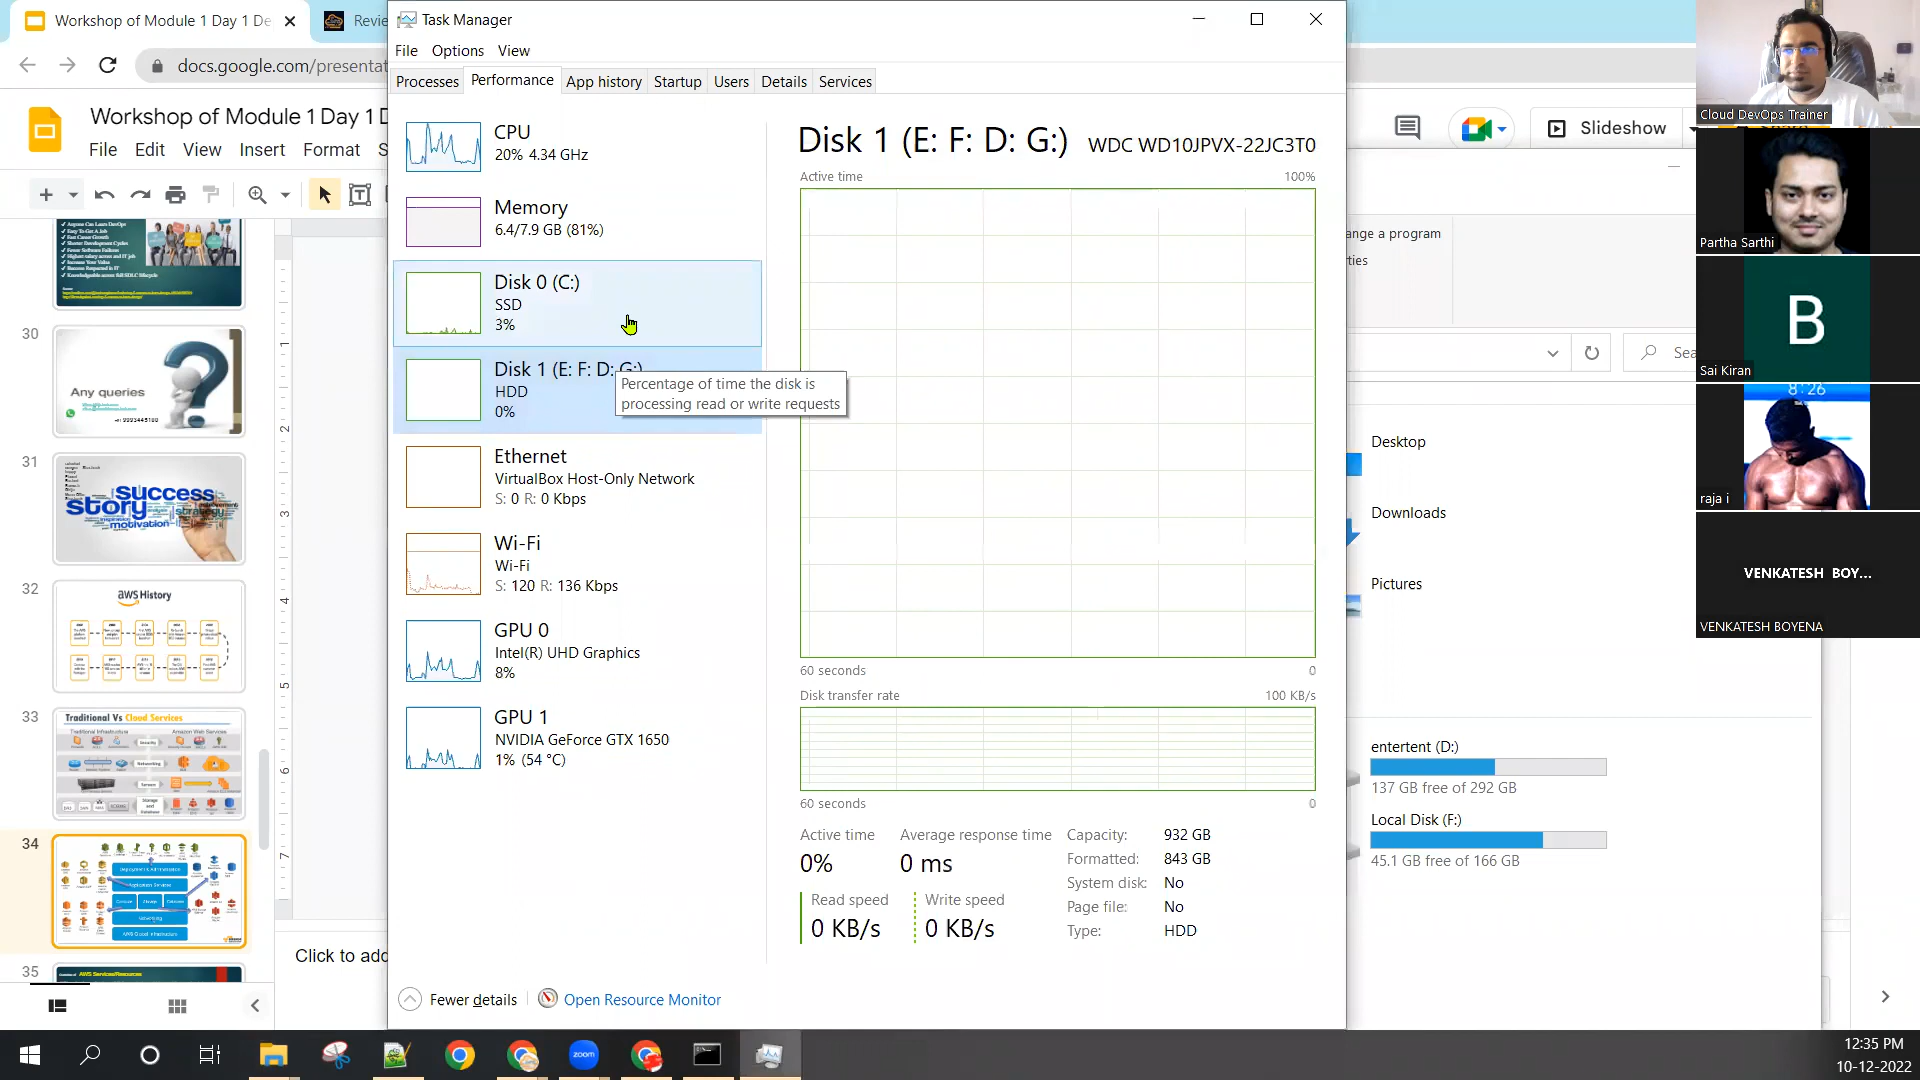 Workshop of Module 1 Day 1 De
Revie
docs.google.com/presentat
Workshop of Module 1 Day 1 D
File Edit View Insert Format S
30
Any queries
31
success
story
motivation
strategy
32
aws History
33
Traditional Vs Cloud Services
34
35
Click to add
Task Manager
File Options View
Processes Performance App history Startup Users Details Services
CPU
20% 4.34 GHz
Memory
6.4/7.9 GB (81%)
Disk 0 (C:)
SSD
3%
Disk 1 (E: F: D: G:)
HDD
0%
Percentage of time the disk is
processing read or write requests
Ethernet
VirtualBox Host-Only Network
S: 0 R: 0 Kbps
Wi-Fi
Wi-Fi
S: 120 R: 136 Kbps
GPU 0
Intel(R) UHD Graphics
8%
GPU 1
NVIDIA GeForce GTX 1650
1% (54 °C)
Disk 1 (E: F: D: G:) WDC WD10JPVX-22JC3T0
Active time 100%
60 seconds 0
Disk transfer rate 100 KB/s
60 seconds 0
Active time
0%
Average response time
0 ms
Read speed
0 KB/s
Write speed
0 KB/s
Capacity: 932 GB
Formatted: 843 GB
System disk: No
Page file: No
Type: HDD
Fewer details
Open Resource Monitor
Slideshow
ange a program
ties
Sea
Desktop
Downloads
Pictures
entertent (D:)
137 GB free of 292 GB
Local Disk (F:)
45.1 GB free of 166 GB
Cloud DevOps Trainer
Partha Sarthi
B
Sai Kiran
8:26
raja i
VENKATESH BOY...
VENKATESH BOYENA
zoom
12:35 PM
10-12-2022